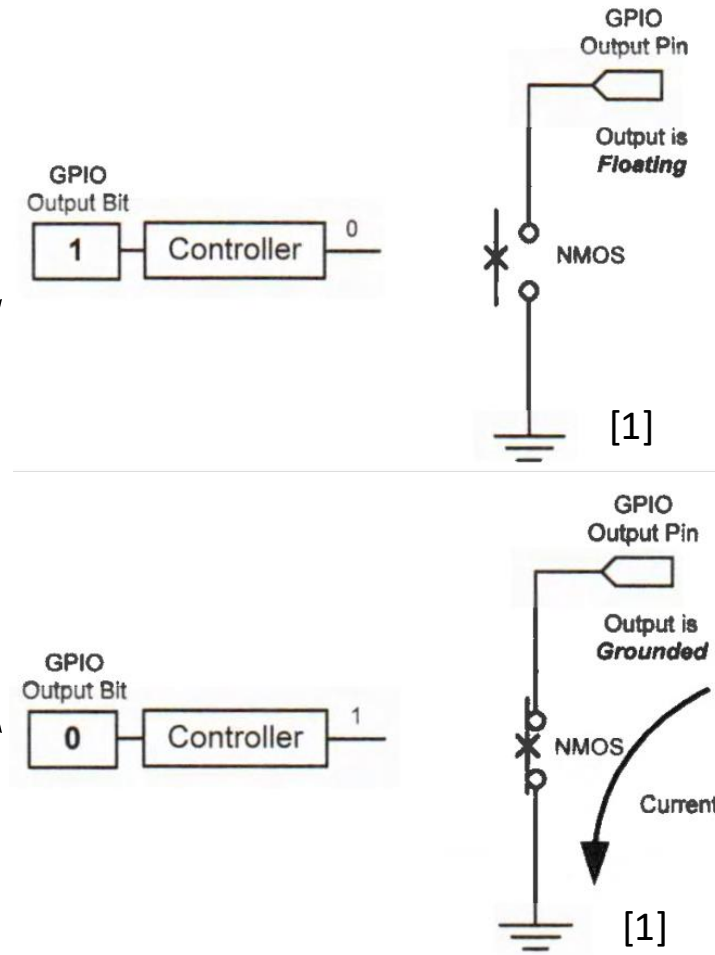 GPIO
Output Pin
Output is
Floating
GPIO
Output Bit
1
Controller
0
NMOS
[1]
GPIO
Output Pin
Output is
Grounded
GPIO
Output Bit
0
Controller
1
NMOS
Current
[1]